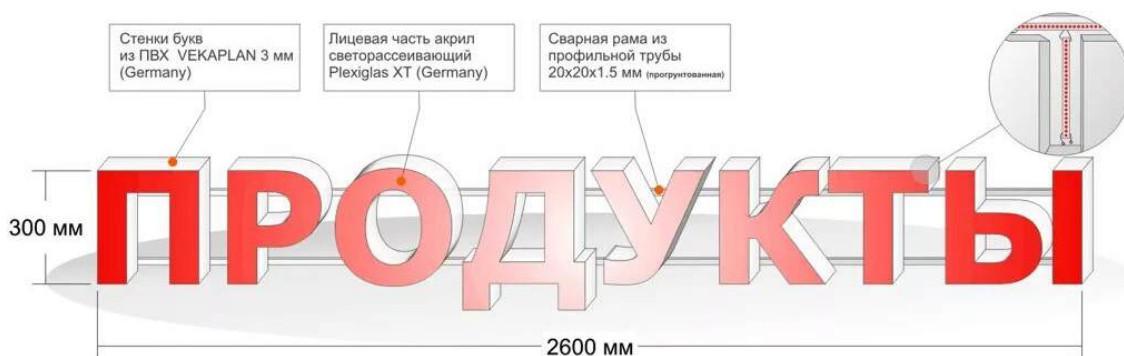 Стенки букв
из ПВХ VEKAPLAN 3 мм
(Germany)
Лицевая часть акрил
светорассеивающий
Plexiglas XT (Germany)
Сварная рама из
профильной трубы
20x20x1.5 мм (прогрунтованная)
ПРОДУКТЫ
300 мм
2600 мм